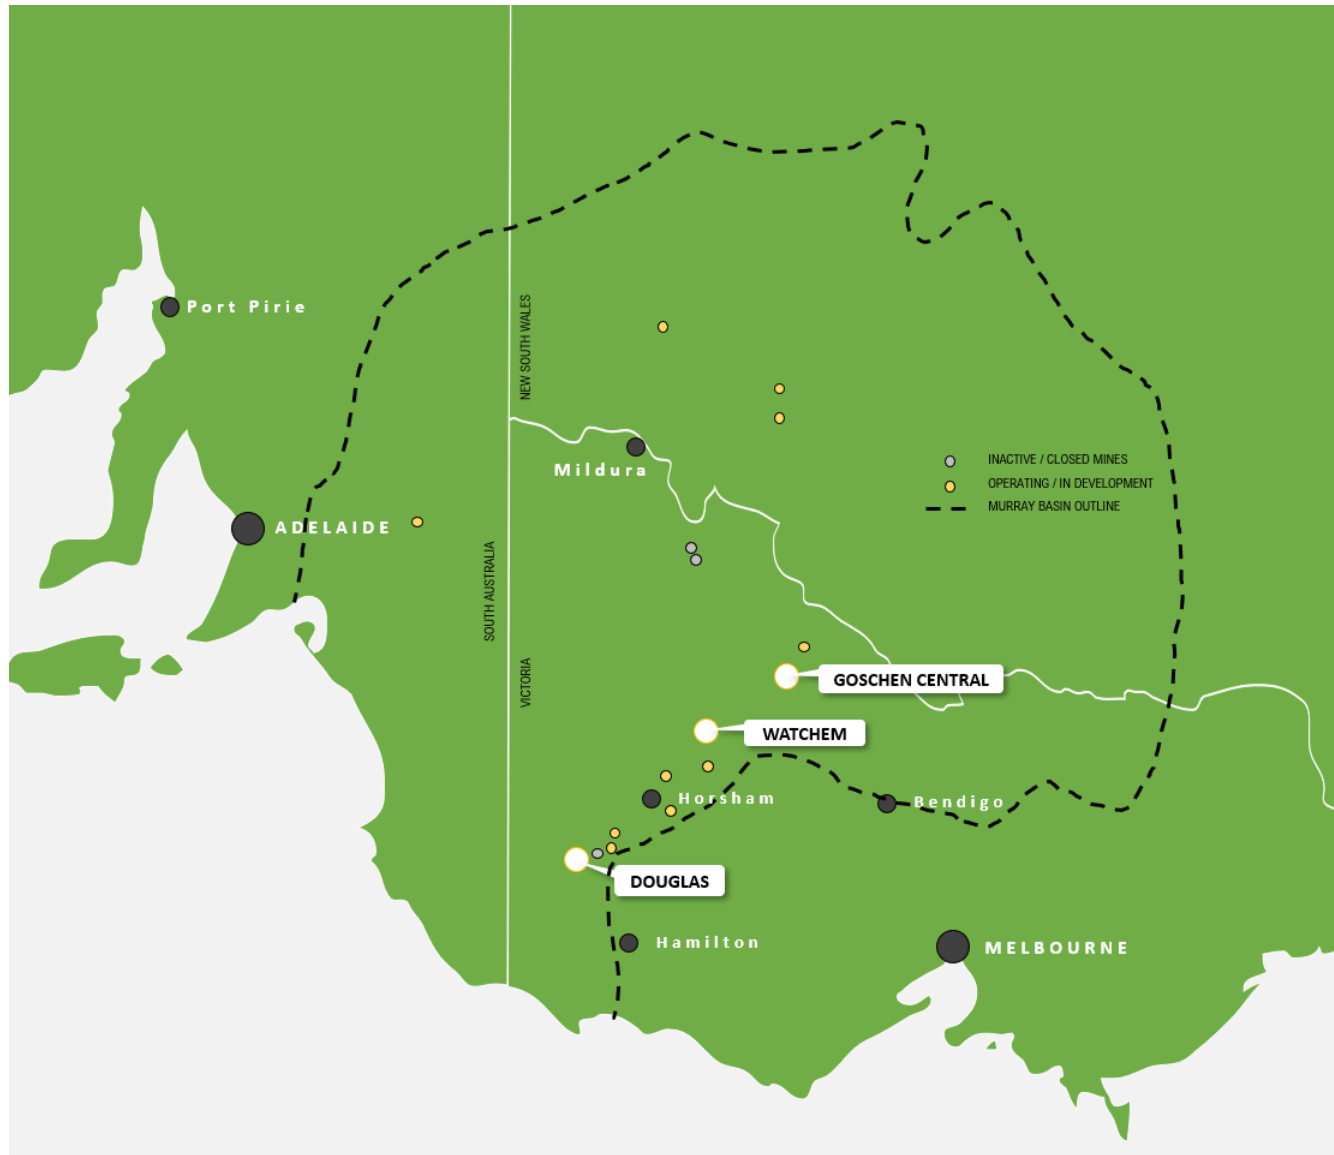 Port Pirie
NEW SOUTH WALES
Mildura
INACTIVE / CLOSED MINES
OPERATING / IN DEVELOPMENT
MURRAY BASIN OUTLINE
ADELAIDE
SOUTH AUSTRALIA
VICTORIA
GOSCHEN CENTRAL
WATCHEM
Horsham
Bendigo
DOUGLAS
Hamilton
MELBOURNE